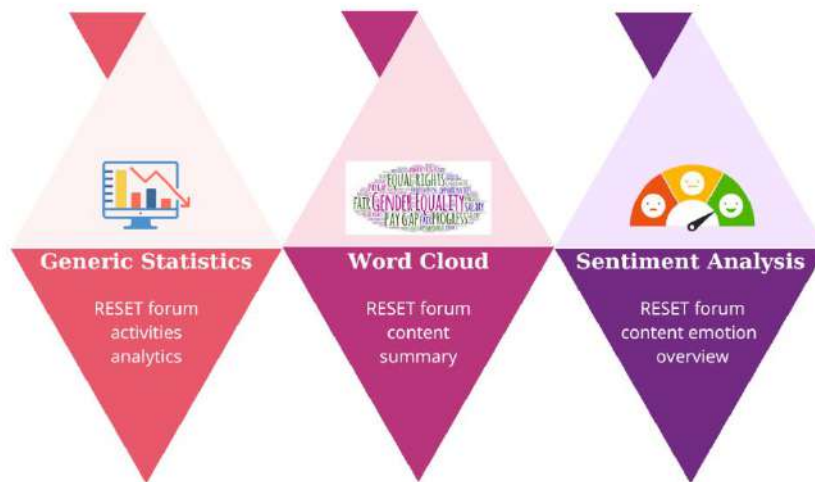 EQUAL RIGHTS
FAIR GENDER EQUALITY
PAY GAP PROGRESS
Generic Statistics
RESET forum
activities
analytics
Word Cloud
RESET forum
content
summary
Sentiment Analysis
RESET forum
content emotion
overview